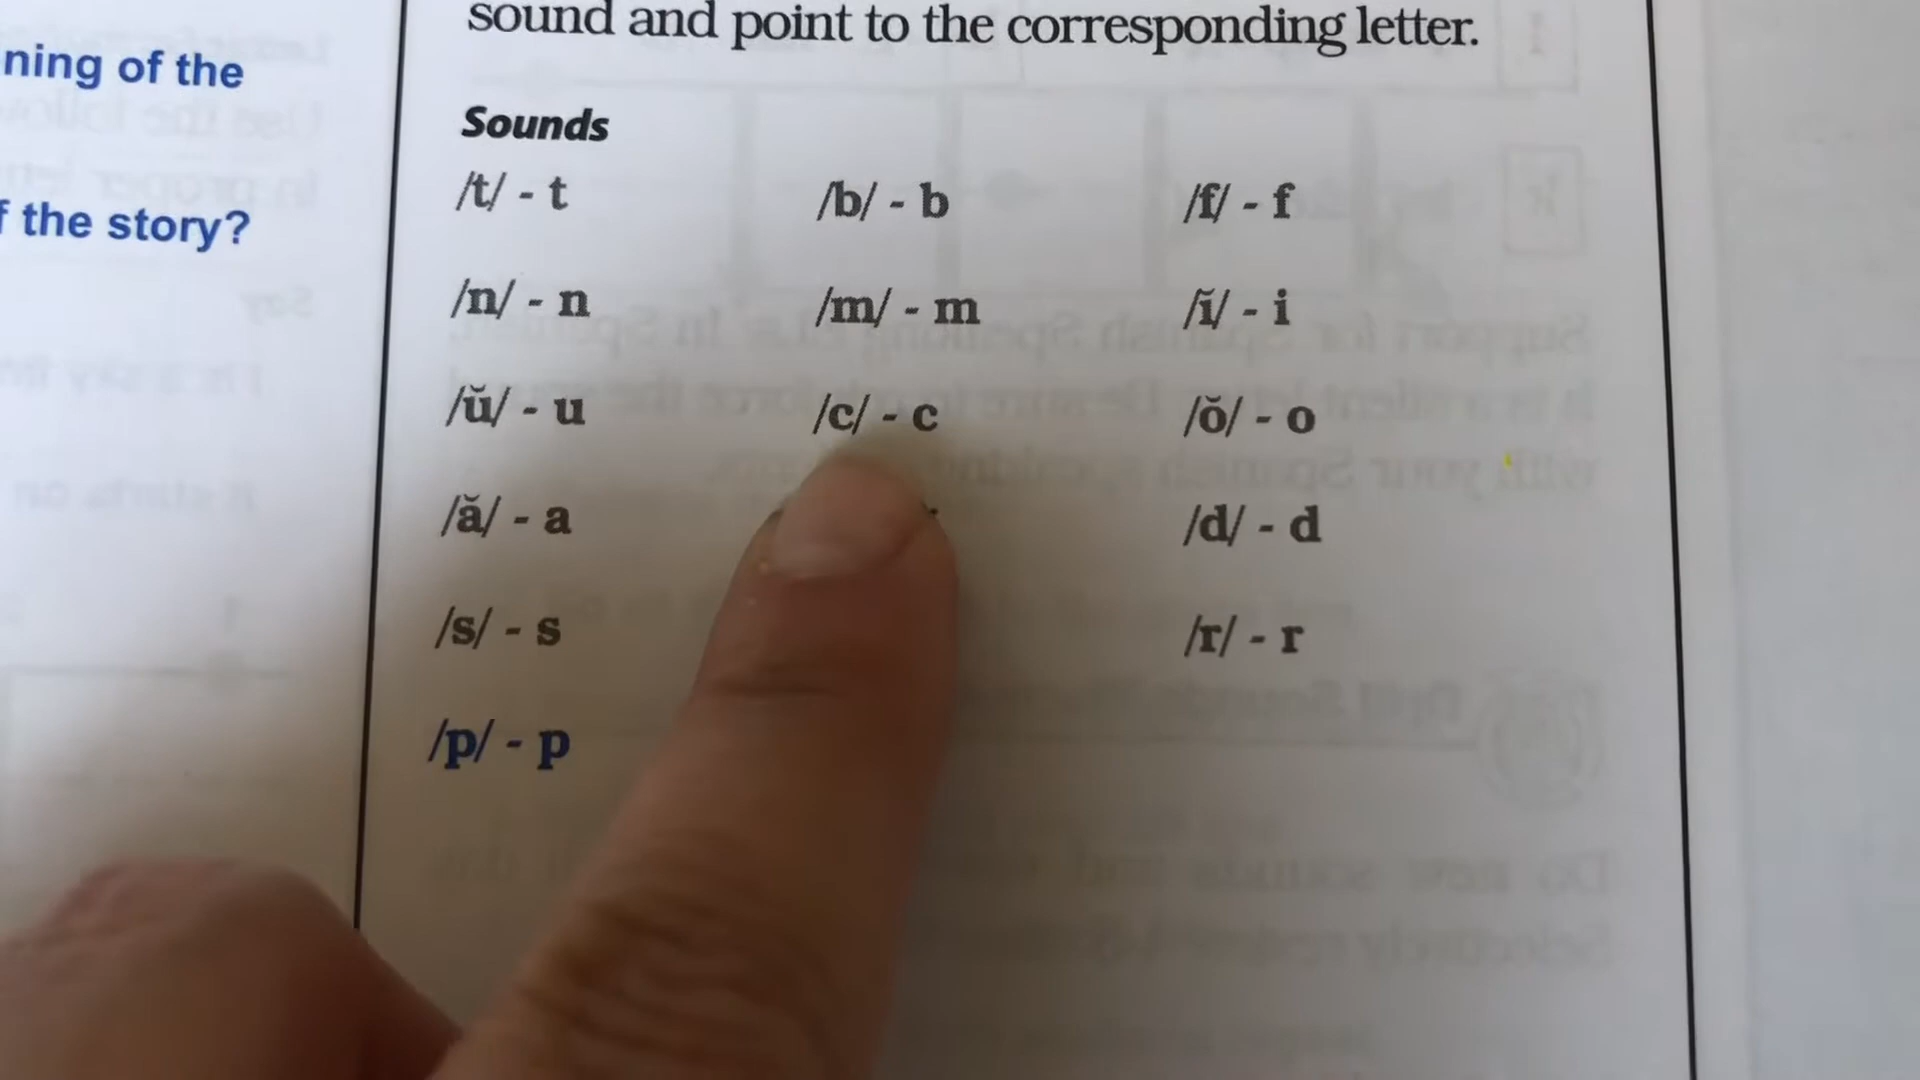 ning of the
f the story?
sound and point to the corresponding letter.
Sounds
/t/ - t
/n/ - n
/ŭ/ - u
/ă/ - a
/s/ - s
/p/ - p
/b/ - b
/m/ - m
/c/ - c
/f/ - f
/ĭ/ - i
/ŏ/ - o
/d/ - d
/r/ - r